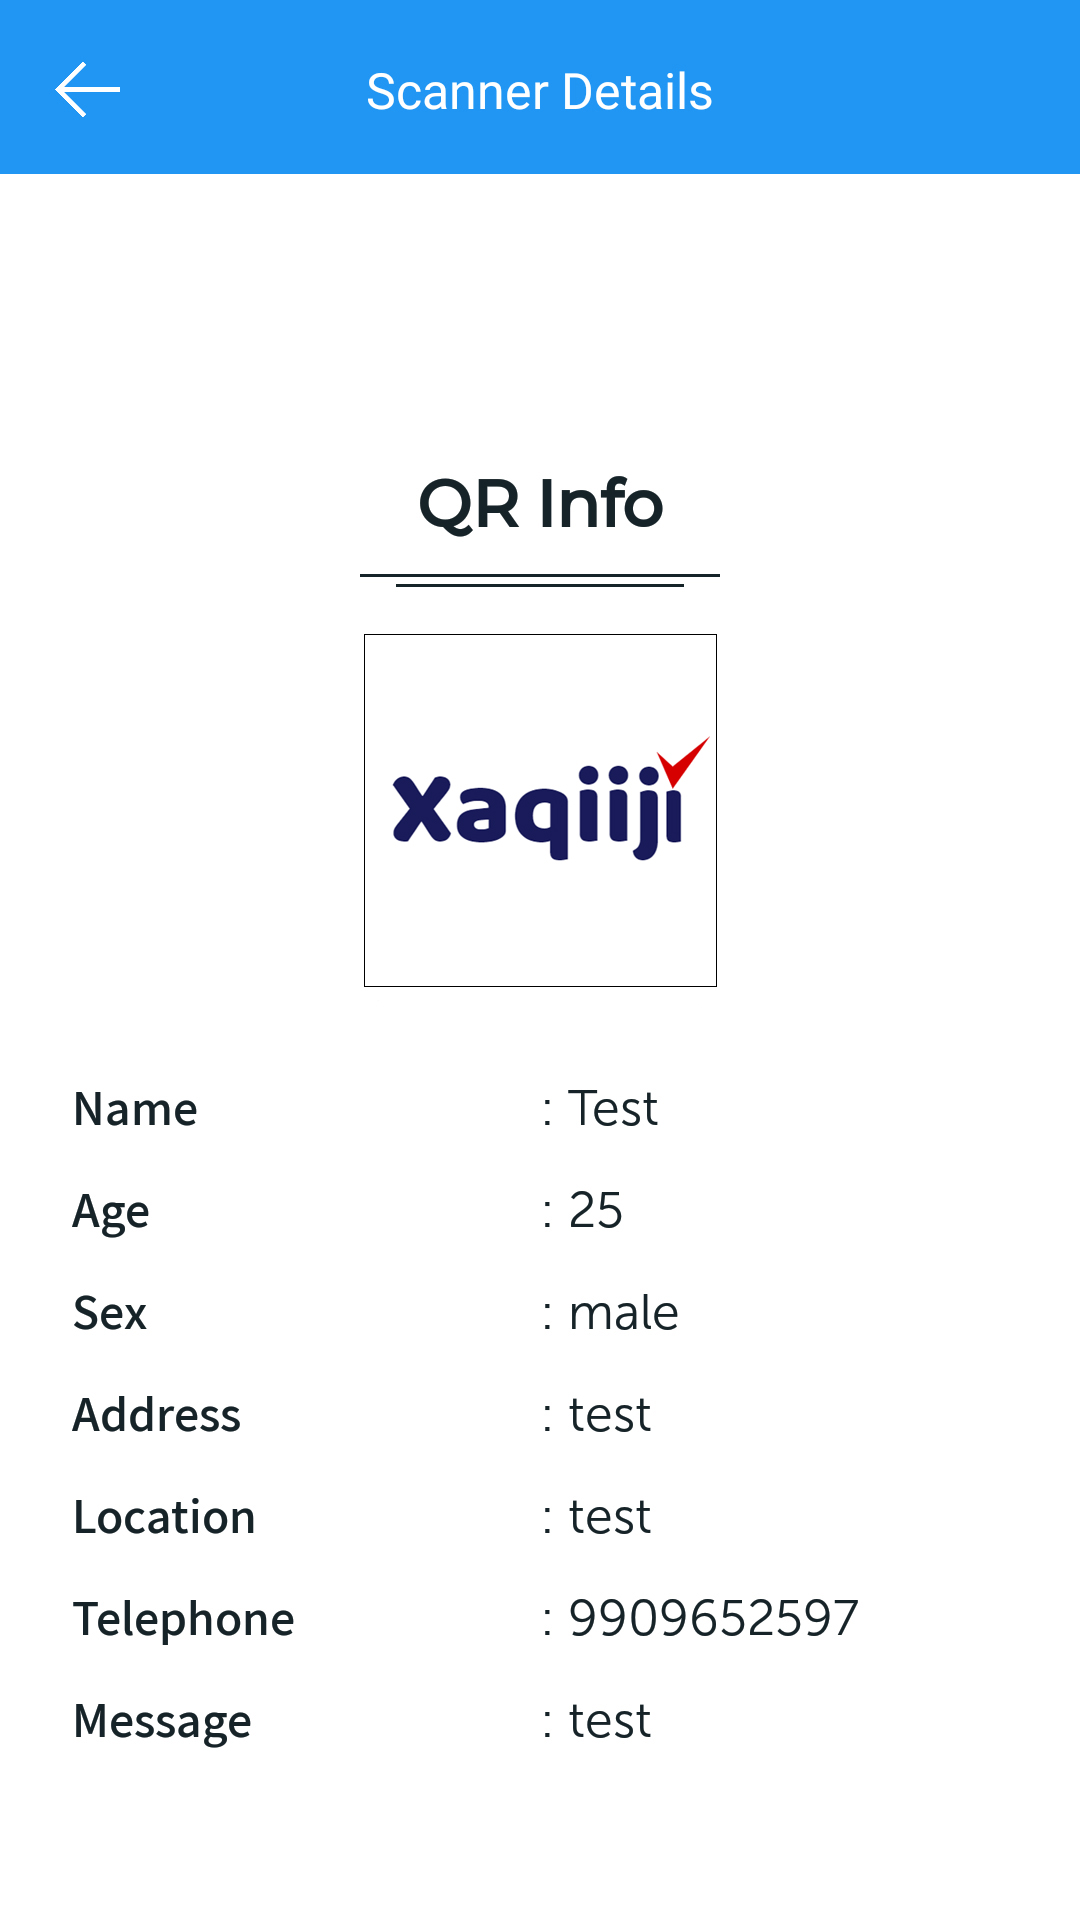 Scanner Details
QR Info
xaqiiji
Name : Test
Age : 25
Sex : male
Address : test
Location : test
Telephone : 9909652597
Message : test